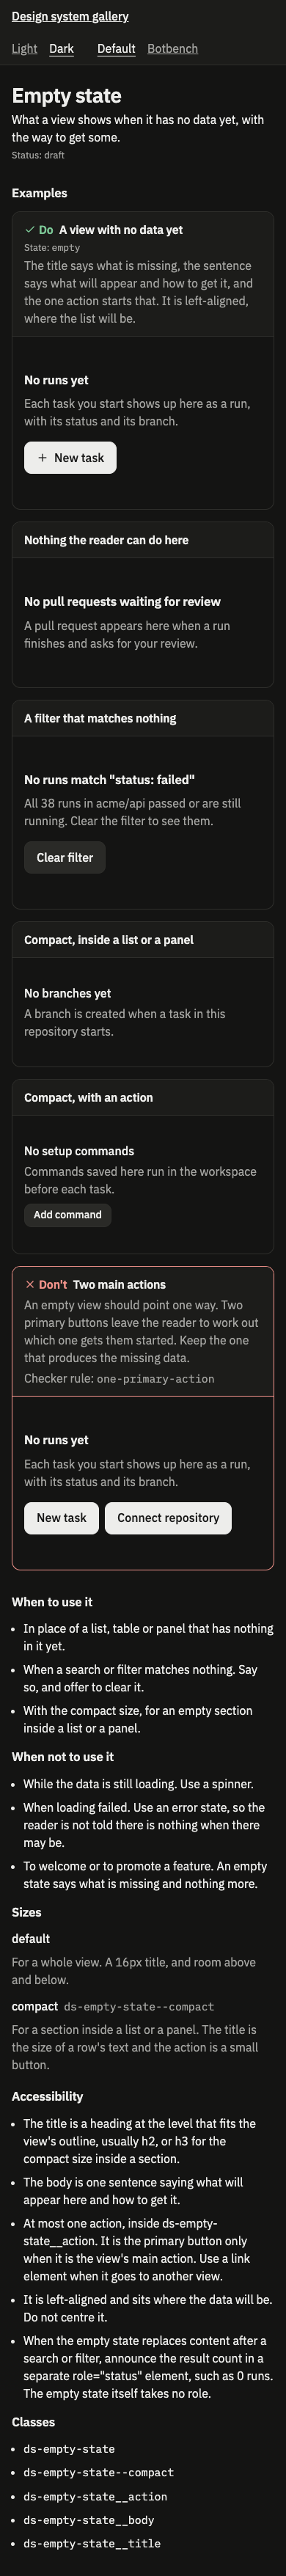 Design system gallery
Light Dark Default Botbench
Empty state
What a view shows when it has no data yet, with
the way to get some.
Status: draft
Examples
Do A view with no data yet
State: empty
The title says what is missing, the sentence
says what will appear and how to get it, and
the one action starts that. It is left-aligned,
where the list will be.
No runs yet
Each task you start shows up here as a run,
with its status and its branch.
New task
Nothing the reader can do here
No pull requests waiting for review
A pull request appears here when a run
finishes and asks for your review.
A filter that matches nothing
No runs match "status: failed"
All 38 runs in acme/api passed or are still
running. Clear the filter to see them.
Clear filter
Compact, inside a list or a panel
No branches yet
A branch is created when a task in this
repository starts.
Compact, with an action
No setup commands
Commands saved here run in the workspace
before each task.
Add command
Don't Two main actions
An empty view should point one way. Two
primary buttons leave the reader to work out
which one gets them started. Keep the one
that produces the missing data.
Checker rule: one-primary-action
No runs yet
Each task you start shows up here as a run,
with its status and its branch.
New task Connect repository
When to use it
• In place of a list, table or panel that has nothing
in it yet.
• When a search or filter matches nothing. Say
so, and offer to clear it.
• With the compact size, for an empty section
inside a list or a panel.
When not to use it
• While the data is still loading. Use a spinner.
• When loading failed. Use an error state, so the
reader is not told there is nothing when there
may be.
• To welcome or to promote a feature. An empty
state says what is missing and nothing more.
Sizes
default
For a whole view. A 16px title, and room above
and below.
compact ds-empty-state--compact
For a section inside a list or a panel. The title is
the size of a row's text and the action is a small
button.
Accessibility
• The title is a heading at the level that fits the
view's outline, usually h2, or h3 for the
compact size inside a section.
• The body is one sentence saying what will
appear here and how to get it.
• At most one action, inside ds-empty-
state__action. It is the primary button only
when it is the view's main action. Use a link
element when it goes to another view.
• It is left-aligned and sits where the data will be.
Do not centre it.
• When the empty state replaces content after a
search or filter, announce the result count in a
separate role="status" element, such as 0 runs.
The empty state itself takes no role.
Classes
• ds-empty-state
• ds-empty-state--compact
• ds-empty-state__action
• ds-empty-state__body
• ds-empty-state__title